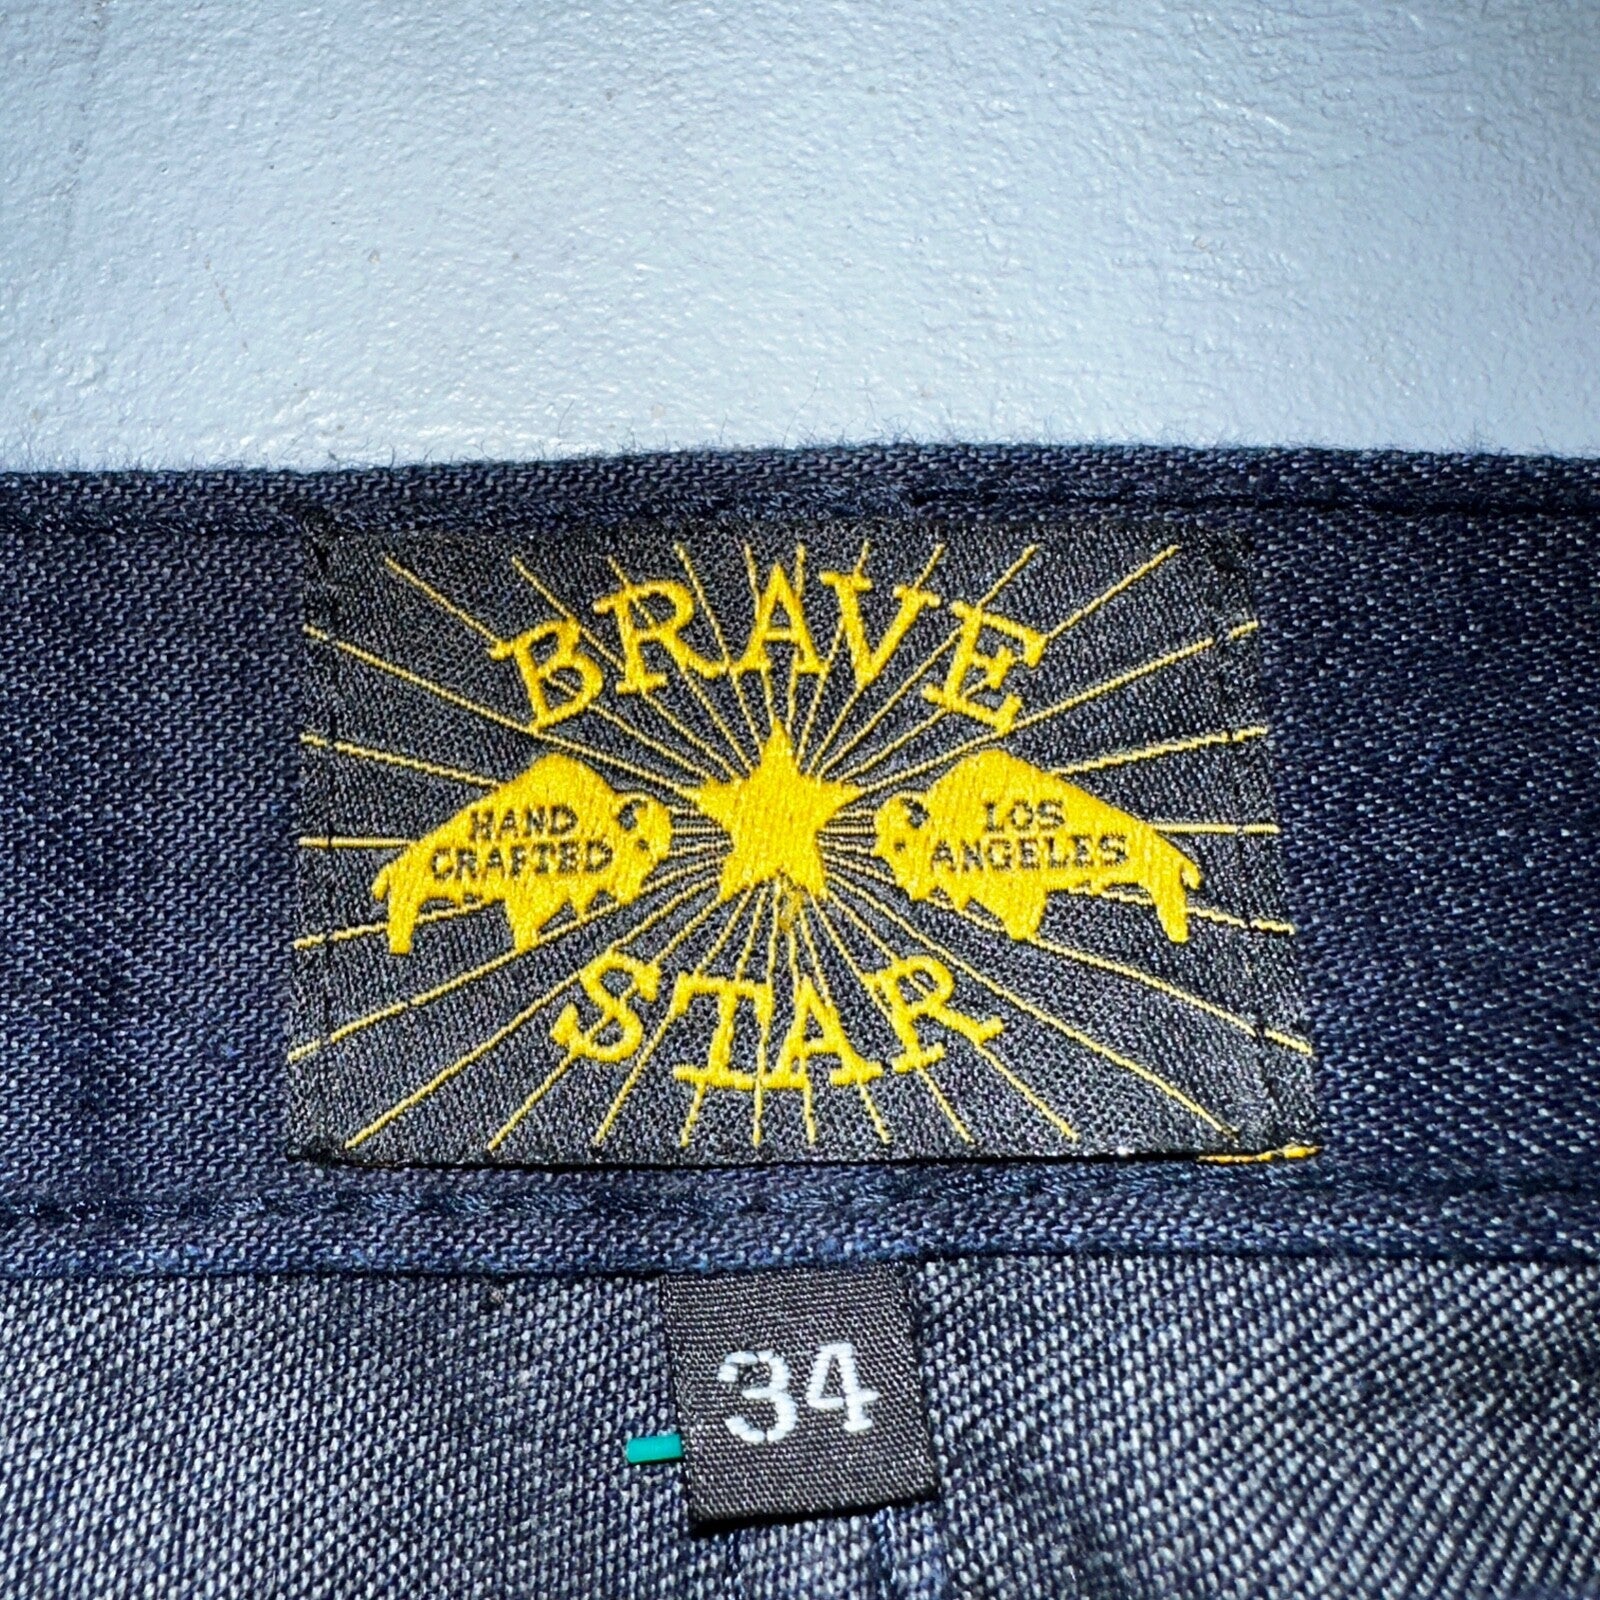 BRAVE
HAND
CRAFTED
LOS
ANGELES
STAR
34